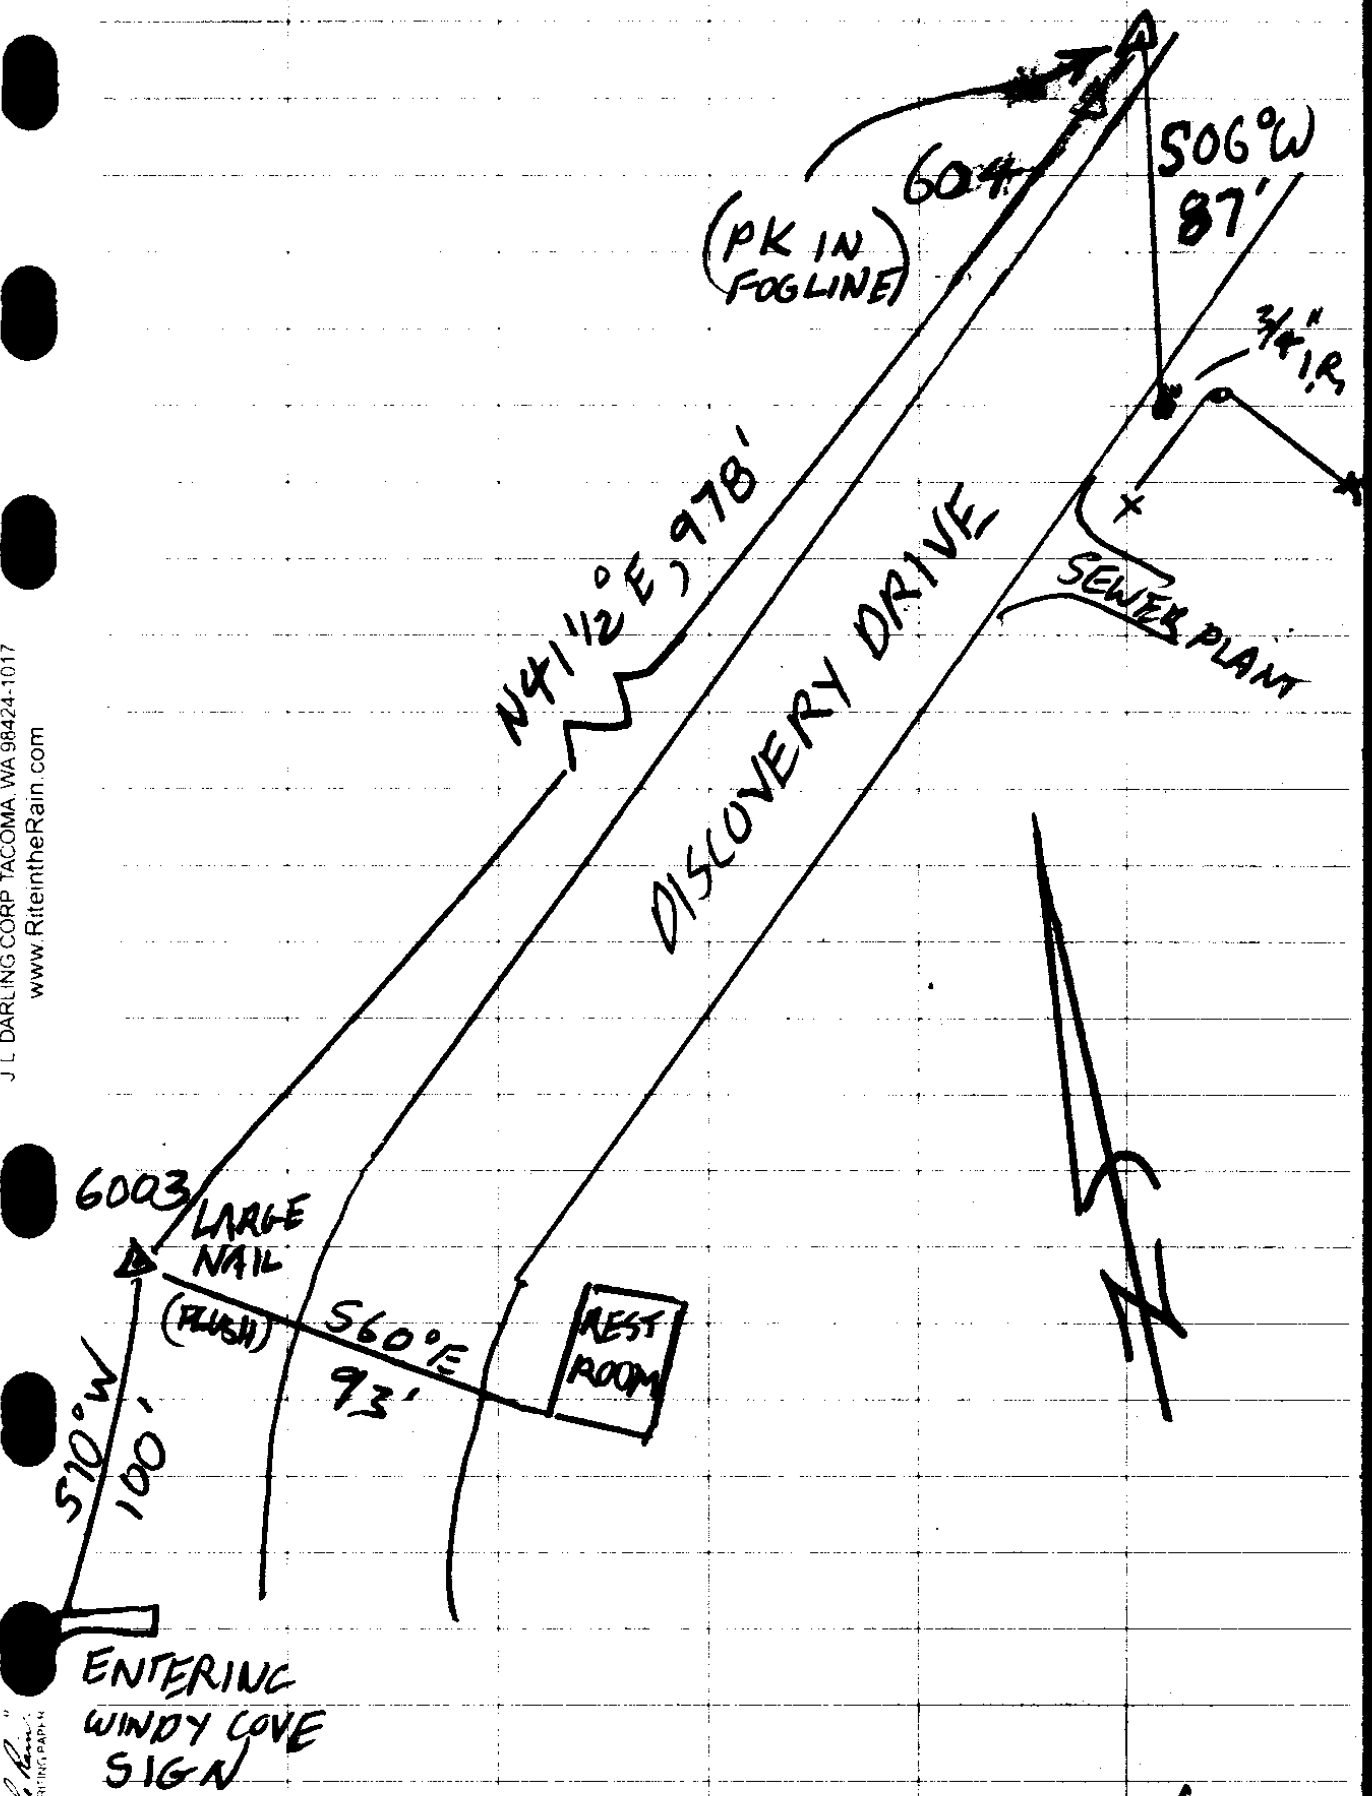 S06°W
87'
604
(PK IN
FOGLINE)
3/4"
I.R.
N41 1/2°E, 978'
DISCOVERY DRIVE
SEWER PLANT
J L DARLING CORP TACOMA, WA 98424-1017
www.RiteintheRain.com
6003
LARGE
NAIL
(FLUSH)
S60°E
93'
REST
ROOM
S10°W
100'
N
ENTERING
WINDY COVE
SIGN